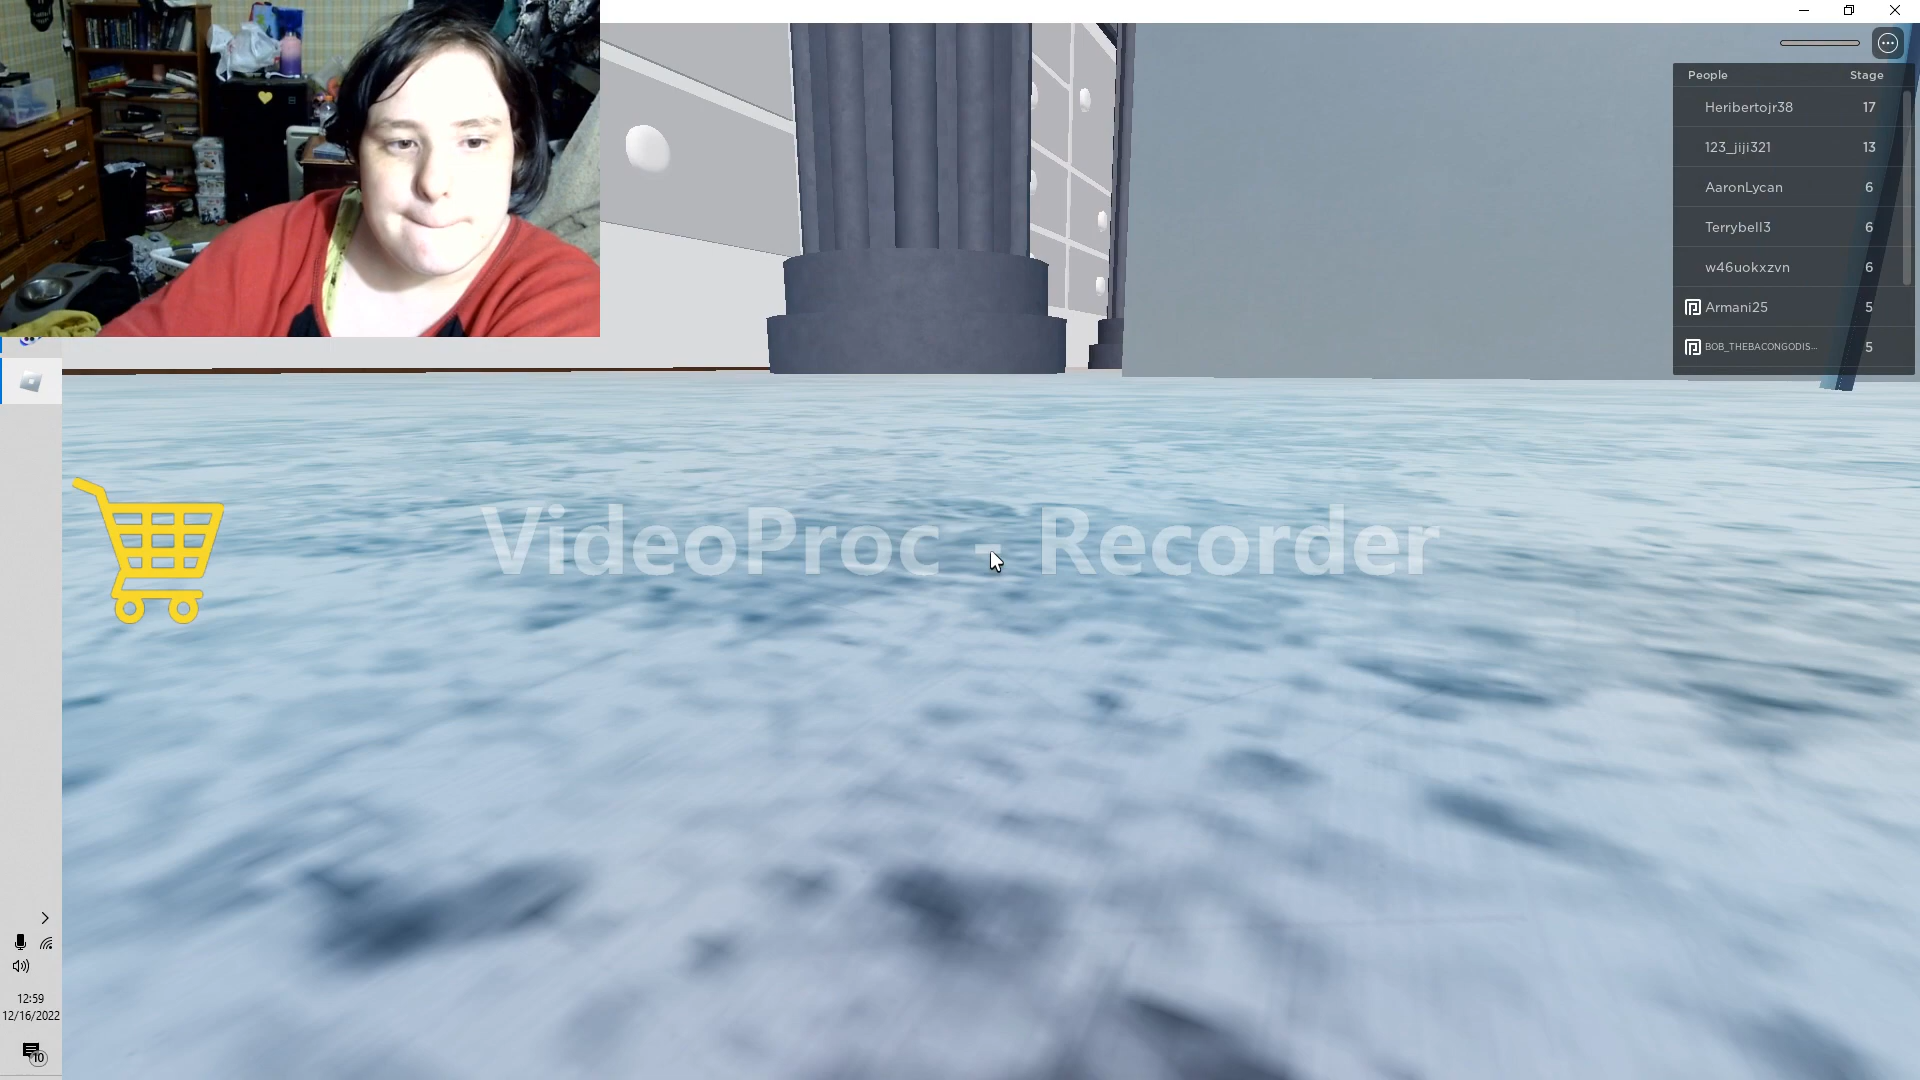 People Stage
Heribertojr38 17
123_jiji321 13
AaronLycan 6
Terrybell3 6
w46uokxzvn 6
Armani25 5
BOB_THEBACONGODIS... 5
VideoProc - Recorder
12:59
12/16/2022
10